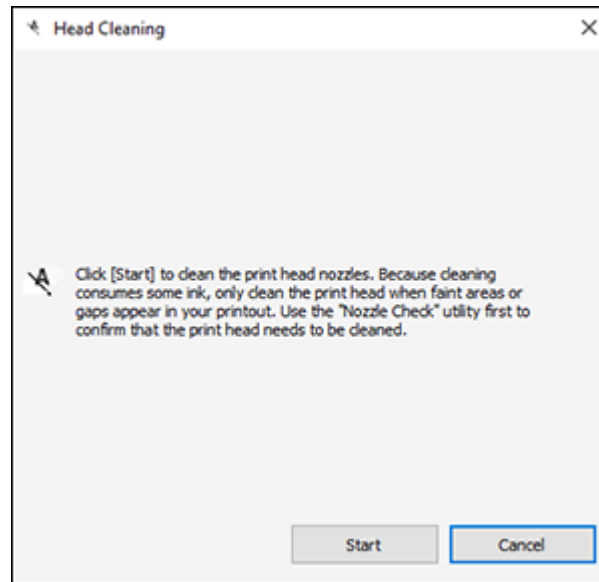 Head Cleaning
Click [Start] to clean the print head nozzles. Because cleaning
consumes some ink, only clean the print head when faint areas or
gaps appear in your printout. Use the "Nozzle Check" utility first to
confirm that the print head needs to be cleaned.
Start Cancel